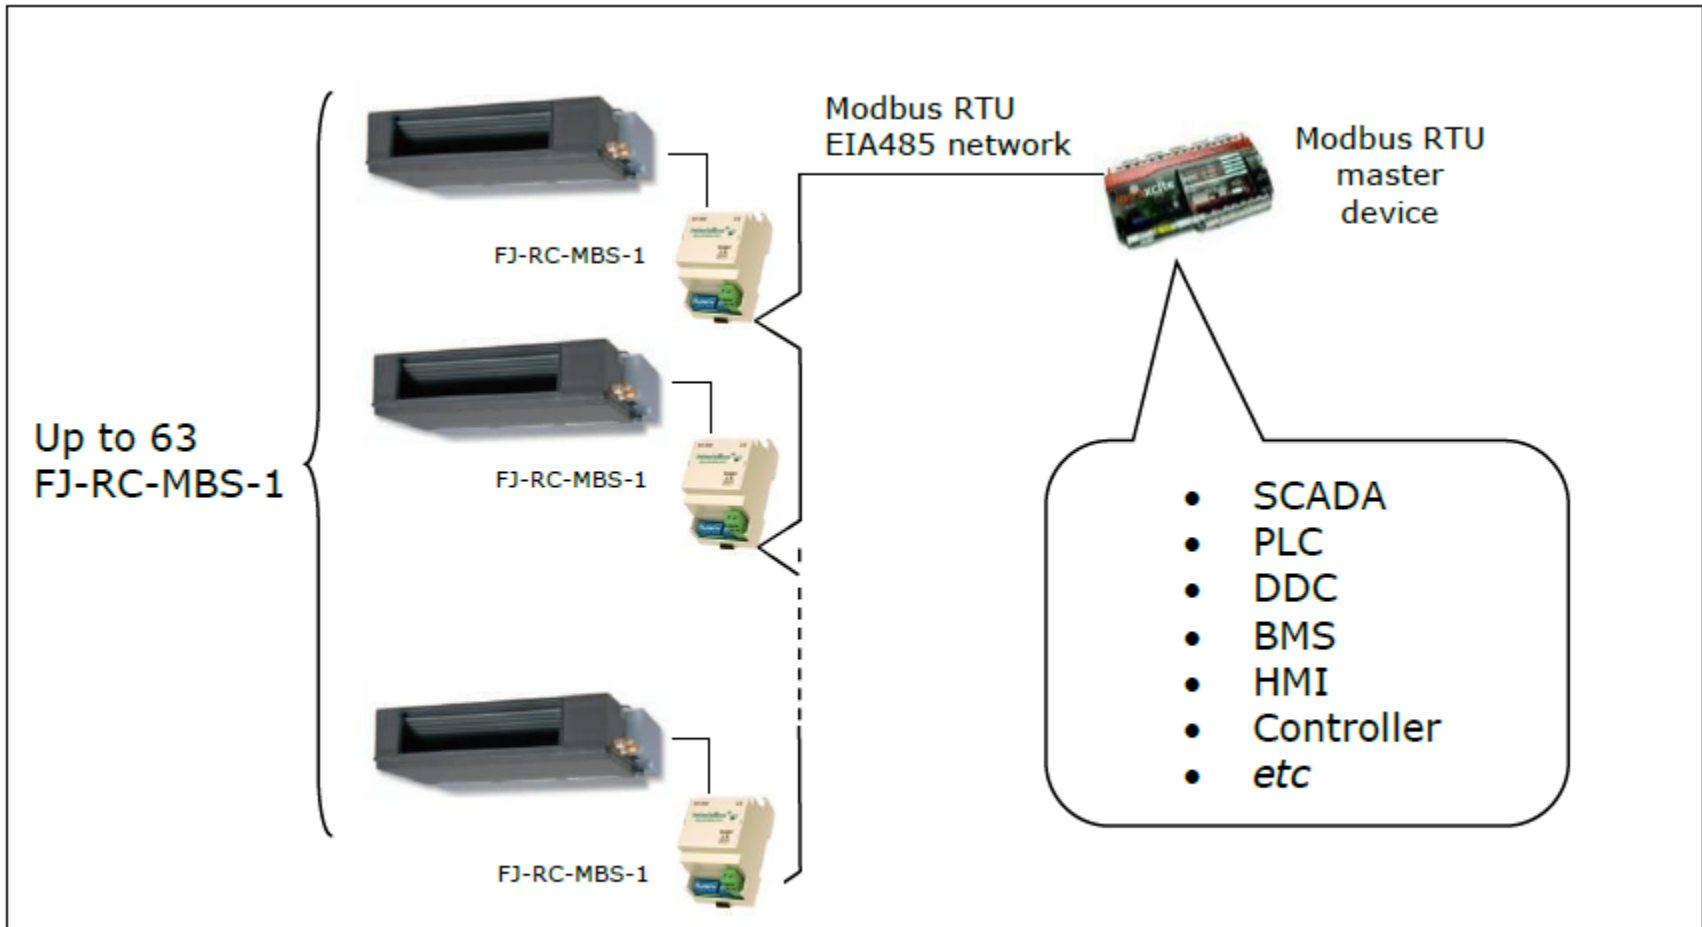 Up to 63
FJ-RC-MBS-1
FJ-RC-MBS-1
FJ-RC-MBS-1
FJ-RC-MBS-1
Modbus RTU
EIA485 network
Modbus RTU
master
device
• SCADA
• PLC
• DDC
• BMS
• HMI
• Controller
• etc